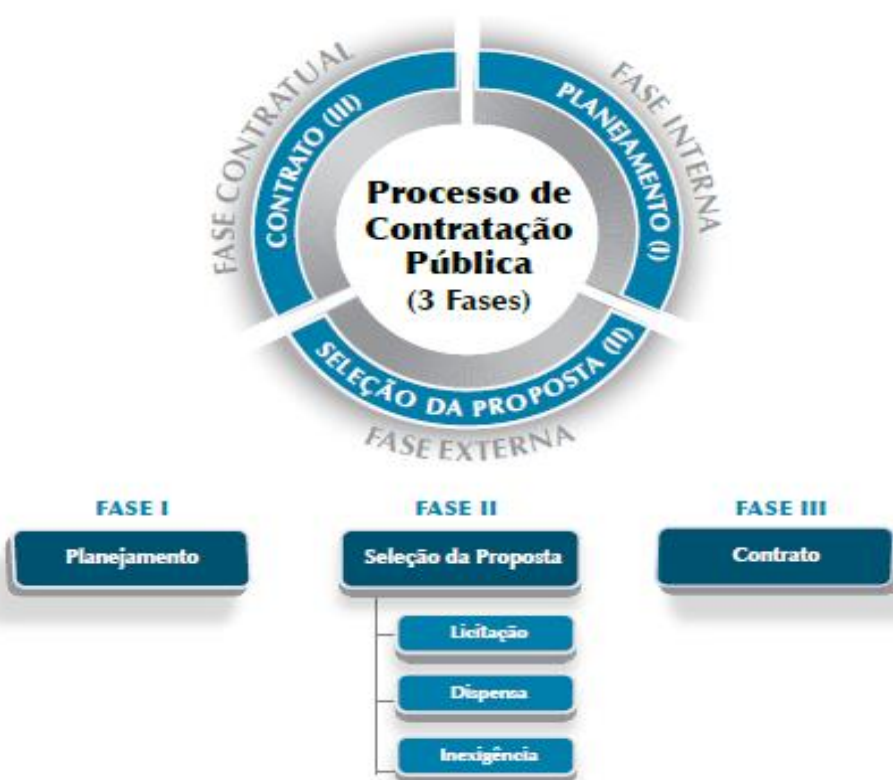 FASE CONTRATUAL
CONTRATO (III)
FASE INTERNA
PLANEJAMENTO (I)
Processo de
Contratação
Pública
(3 Fases)
SELEÇÃO DA PROPOSTA (II)
FASE EXTERNA
FASE I
FASE II
FASE III
Planejamento
Seleção da Proposta
Contrato
Licitação
Dispensa
Inexigência